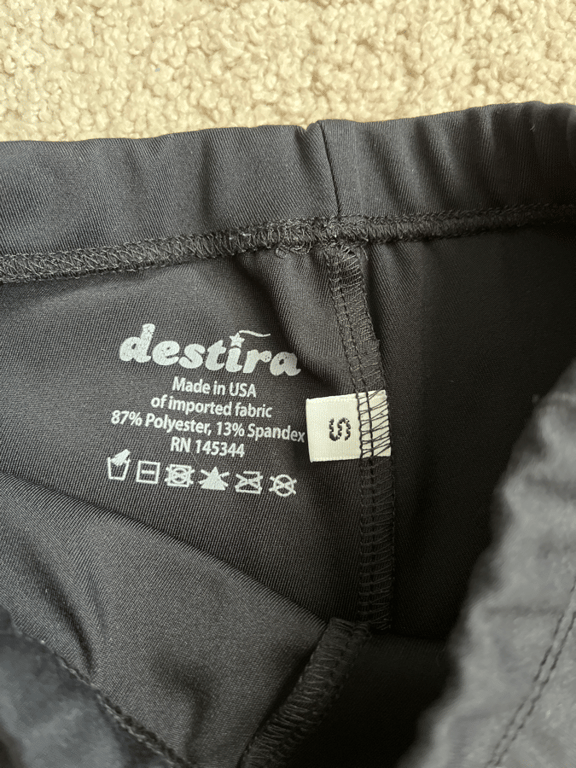 destira
Made in USA
of imported fabric
87% Polyester, 13% Spandex
RN 145344
S